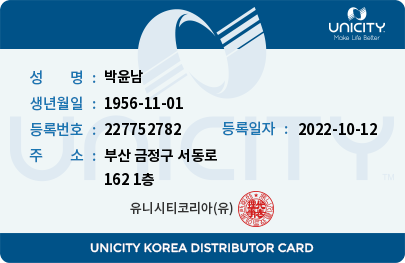 UNICITY
Make Life Better
성 명 : 박윤남
생년월일 : 1956-11-01
등록번호 : 227752782 등록일자 : 2022-10-12
주 소 : 부산 금정구 서동로
162 1층
UNICITY TM
유니시티코리아(유)
UNICITY KOREA DISTRIBUTOR CARD